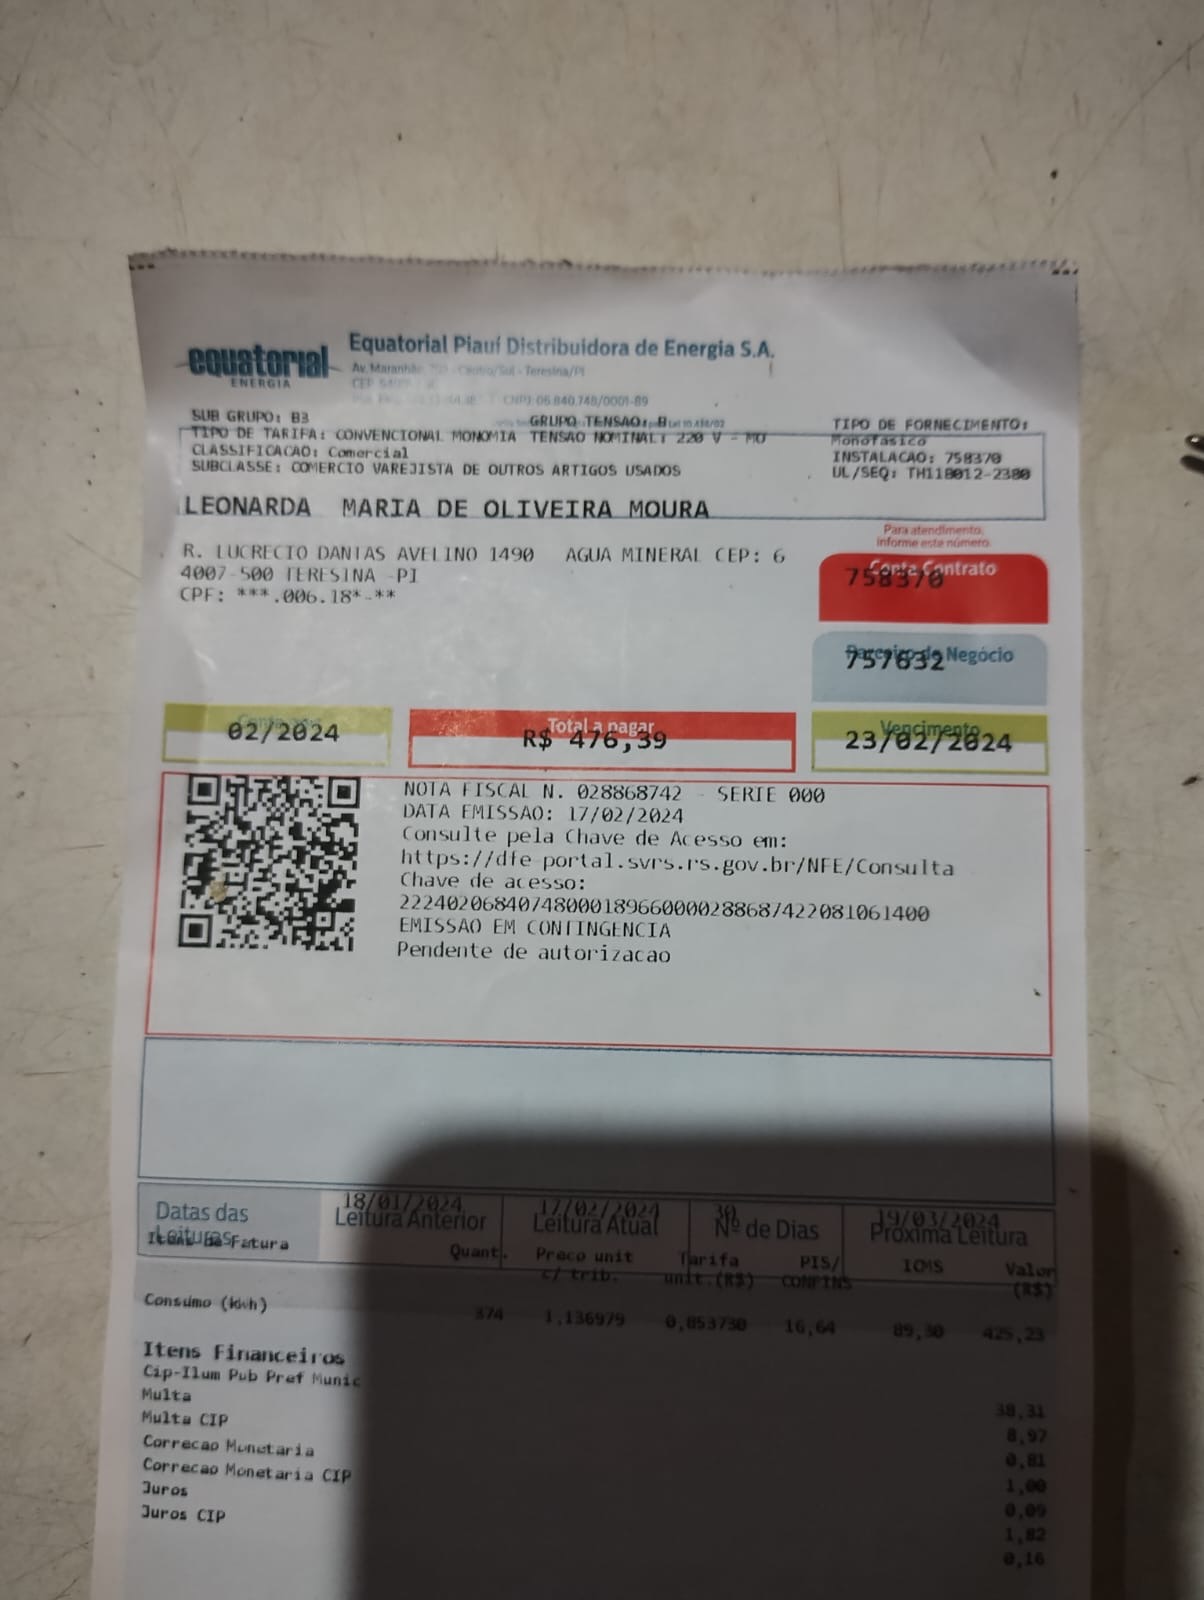 equatorial
ENERGIA
Equatorial Piauí Distribuidora de Energia S.A.
Av. Maranhão - Centro/Sul - Teresina/PI
CEP
CNPJ: 06.840.748/0001-89
SUB GRUPO: B3 GRUPO TENSAO: B
TIPO DE TARIFA: CONVENCIONAL MONOMIA TENSAO NOMINAL: 220 V - MO
CLASSIFICACAO: Comercial
SUBCLASSE: COMERCIO VAREJISTA DE OUTROS ARTIGOS USADOS
TIPO DE FORNECIMENTO:
Monofasico
INSTALACAO: 758370
UL/SEQ: TH118012-2380
LEONARDA MARIA DE OLIVEIRA MOURA
R. LUCRECIO DANTAS AVELINO 1490 AGUA MINERAL CEP: 6
4007-500 TERESINA -PI
CPF: ***.006.18*-**
Para atendimento,
informe este número.
Conta Contrato
758370
Parceiro de Negócio
757632
02/2024
Total a pagar
R$ 476,39
Vencimento
23/02/2024
NOTA FISCAL N. 028868742 - SERIE 000
DATA EMISSAO: 17/02/2024
Consulte pela Chave de Acesso em:
https://dfe-portal.svrs.rs.gov.br/NFE/Consulta
Chave de acesso:
22240206840748000189660000288687422081061400
EMISSAO EM CONTINGENCIA
Pendente de autorizacao
Datas das Leituras
18/01/2024
Leitura Anterior
17/02/2024
Leitura Atual
30
Nº de Dias
19/03/2024
Próxima Leitura
Itens de Fatura Quant. Preco unit c/ trib. Tarifa unit.(R$) PIS/ CONFINS ICMS Valor (R$)
Consumo (kwh) 374 1,136979 0,853730 16,64 89,30 425,23
Itens Financeiros
Cip-Ilum Pub Pref Munic 38,31
Multa 8,97
Multa CIP 0,81
Correcao Monetaria 1,00
Correcao Monetaria CIP 0,09
Juros 1,82
Juros CIP 0,16